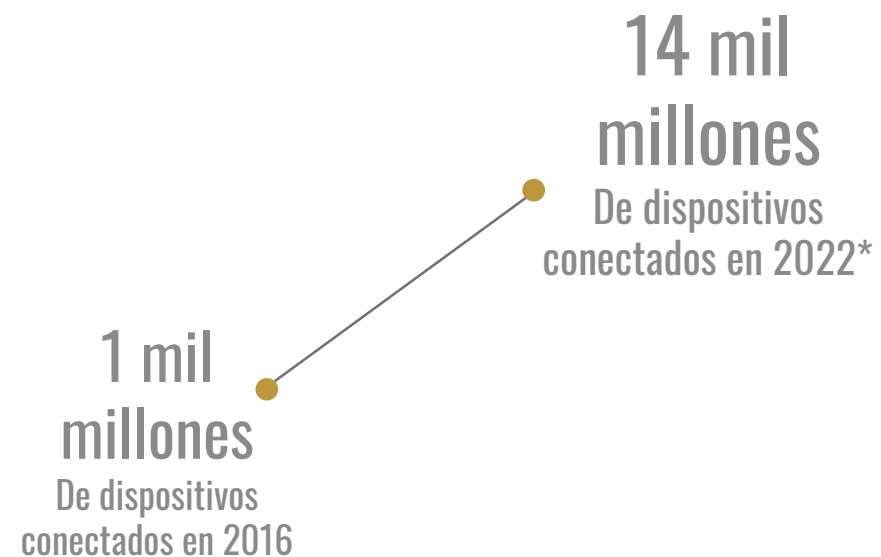 14 mil
millones
De dispositivos
conectados en 2022*
1 mil
millones
De dispositivos
conectados en 2016